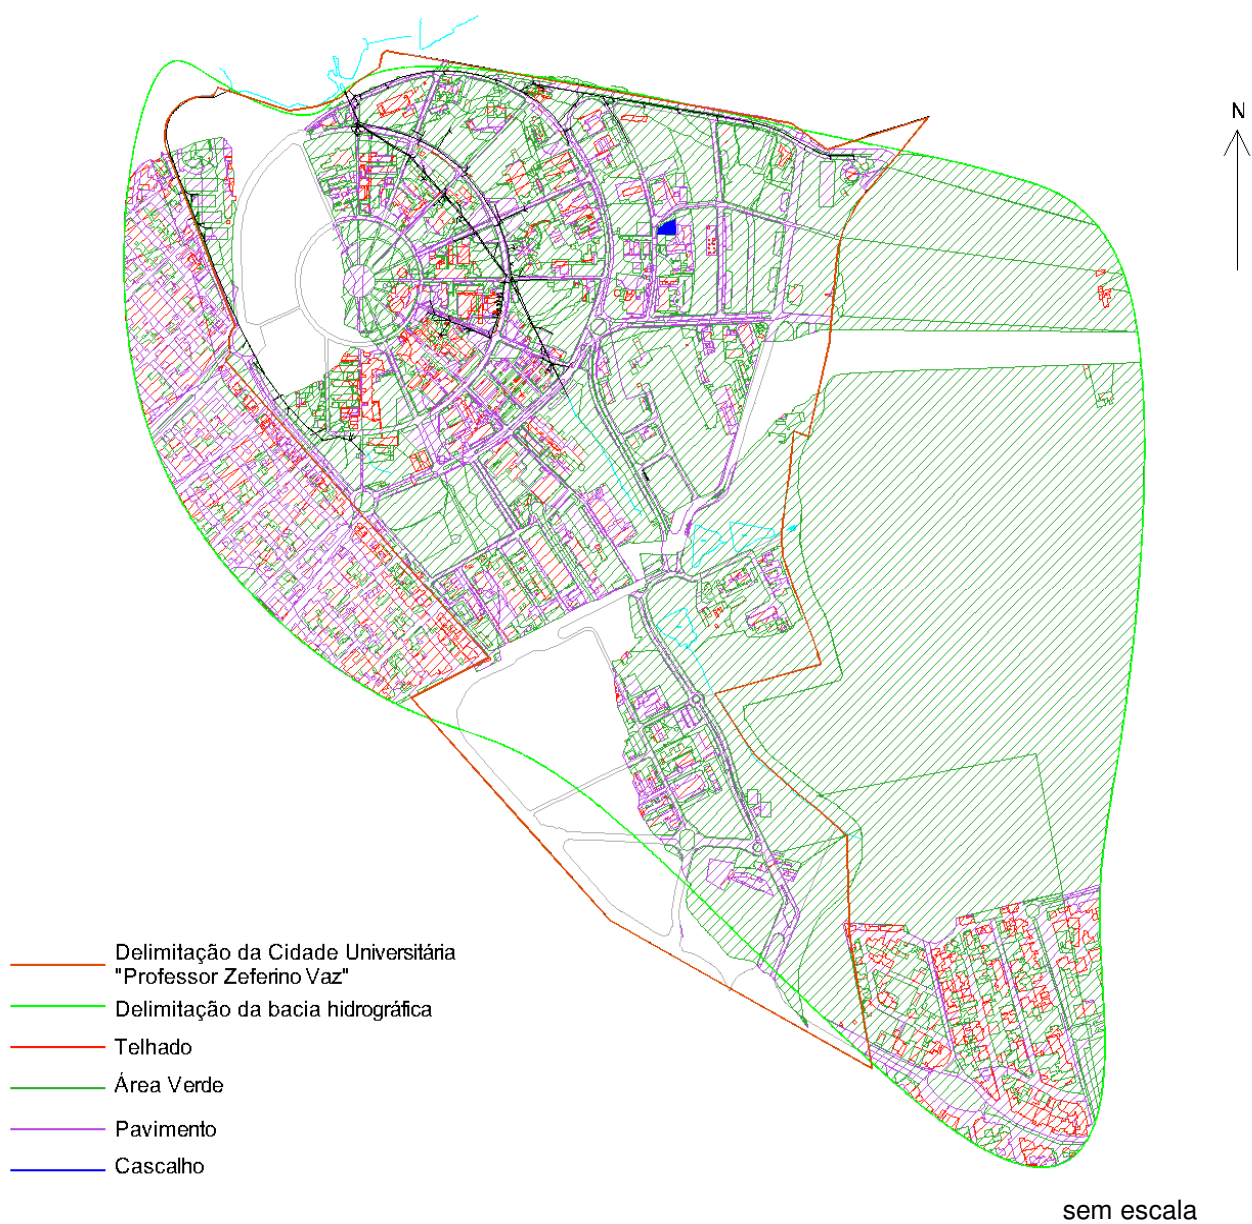 N
Delimitação da Cidade Universitária
"Professor Zeferino Vaz"
Delimitação da bacia hidrográfica
Telhado
Área Verde
Pavimento
Cascalho
sem escala